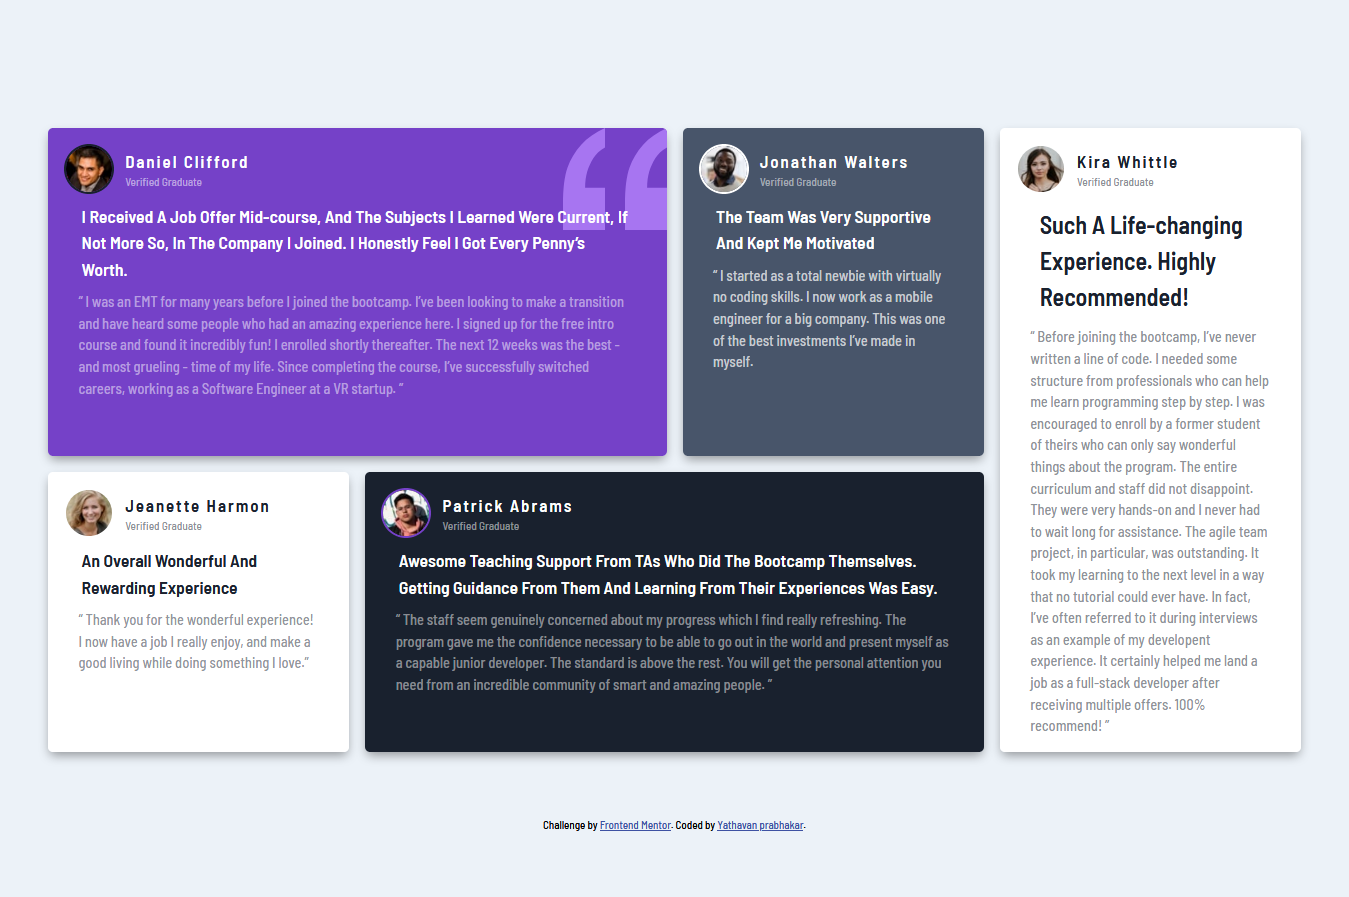 Daniel Clifford
Verified Graduate
I Received A Job Offer Mid-course, And The Subjects I Learned Were Current, If
Not More So, In The Company I Joined. I Honestly Feel I Got Every Penny’s
Worth.
“ I was an EMT for many years before I joined the bootcamp. I’ve been looking to make a transition
and have heard some people who had an amazing experience here. I signed up for the free intro
course and found it incredibly fun! I enrolled shortly thereafter. The next 12 weeks was the best -
and most grueling - time of my life. Since completing the course, I’ve successfully switched
careers, working as a Software Engineer at a VR startup. “
Jonathan Walters
Verified Graduate
The Team Was Very Supportive
And Kept Me Motivated
“ I started as a total newbie with virtually
no coding skills. I now work as a mobile
engineer for a big company. This was one
of the best investments I’ve made in
myself.
Kira Whittle
Verified Graduate
Such A Life-changing
Experience. Highly
Recommended!
“ Before joining the bootcamp, I’ve never
written a line of code. I needed some
structure from professionals who can help
me learn programming step by step. I was
encouraged to enroll by a former student
of theirs who can only say wonderful
things about the program. The entire
curriculum and staff did not disappoint.
They were very hands-on and I never had
to wait long for assistance. The agile team
project, in particular, was outstanding. It
took my learning to the next level in a way
that no tutorial could ever have. In fact,
I’ve often referred to it during interviews
as an example of my developent
experience. It certainly helped me land a
job as a full-stack developer after
receiving multiple offers. 100%
recommend! “
Jeanette Harmon
Verified Graduate
An Overall Wonderful And
Rewarding Experience
“ Thank you for the wonderful experience!
I now have a job I really enjoy, and make a
good living while doing something I love.”
Patrick Abrams
Verified Graduate
Awesome Teaching Support From TAs Who Did The Bootcamp Themselves.
Getting Guidance From Them And Learning From Their Experiences Was Easy.
“ The staff seem genuinely concerned about my progress which I find really refreshing. The
program gave me the confidence necessary to be able to go out in the world and present myself as
a capable junior developer. The standard is above the rest. You will get the personal attention you
need from an incredible community of smart and amazing people. “
Challenge by Frontend Mentor. Coded by Yathavan prabhakar.